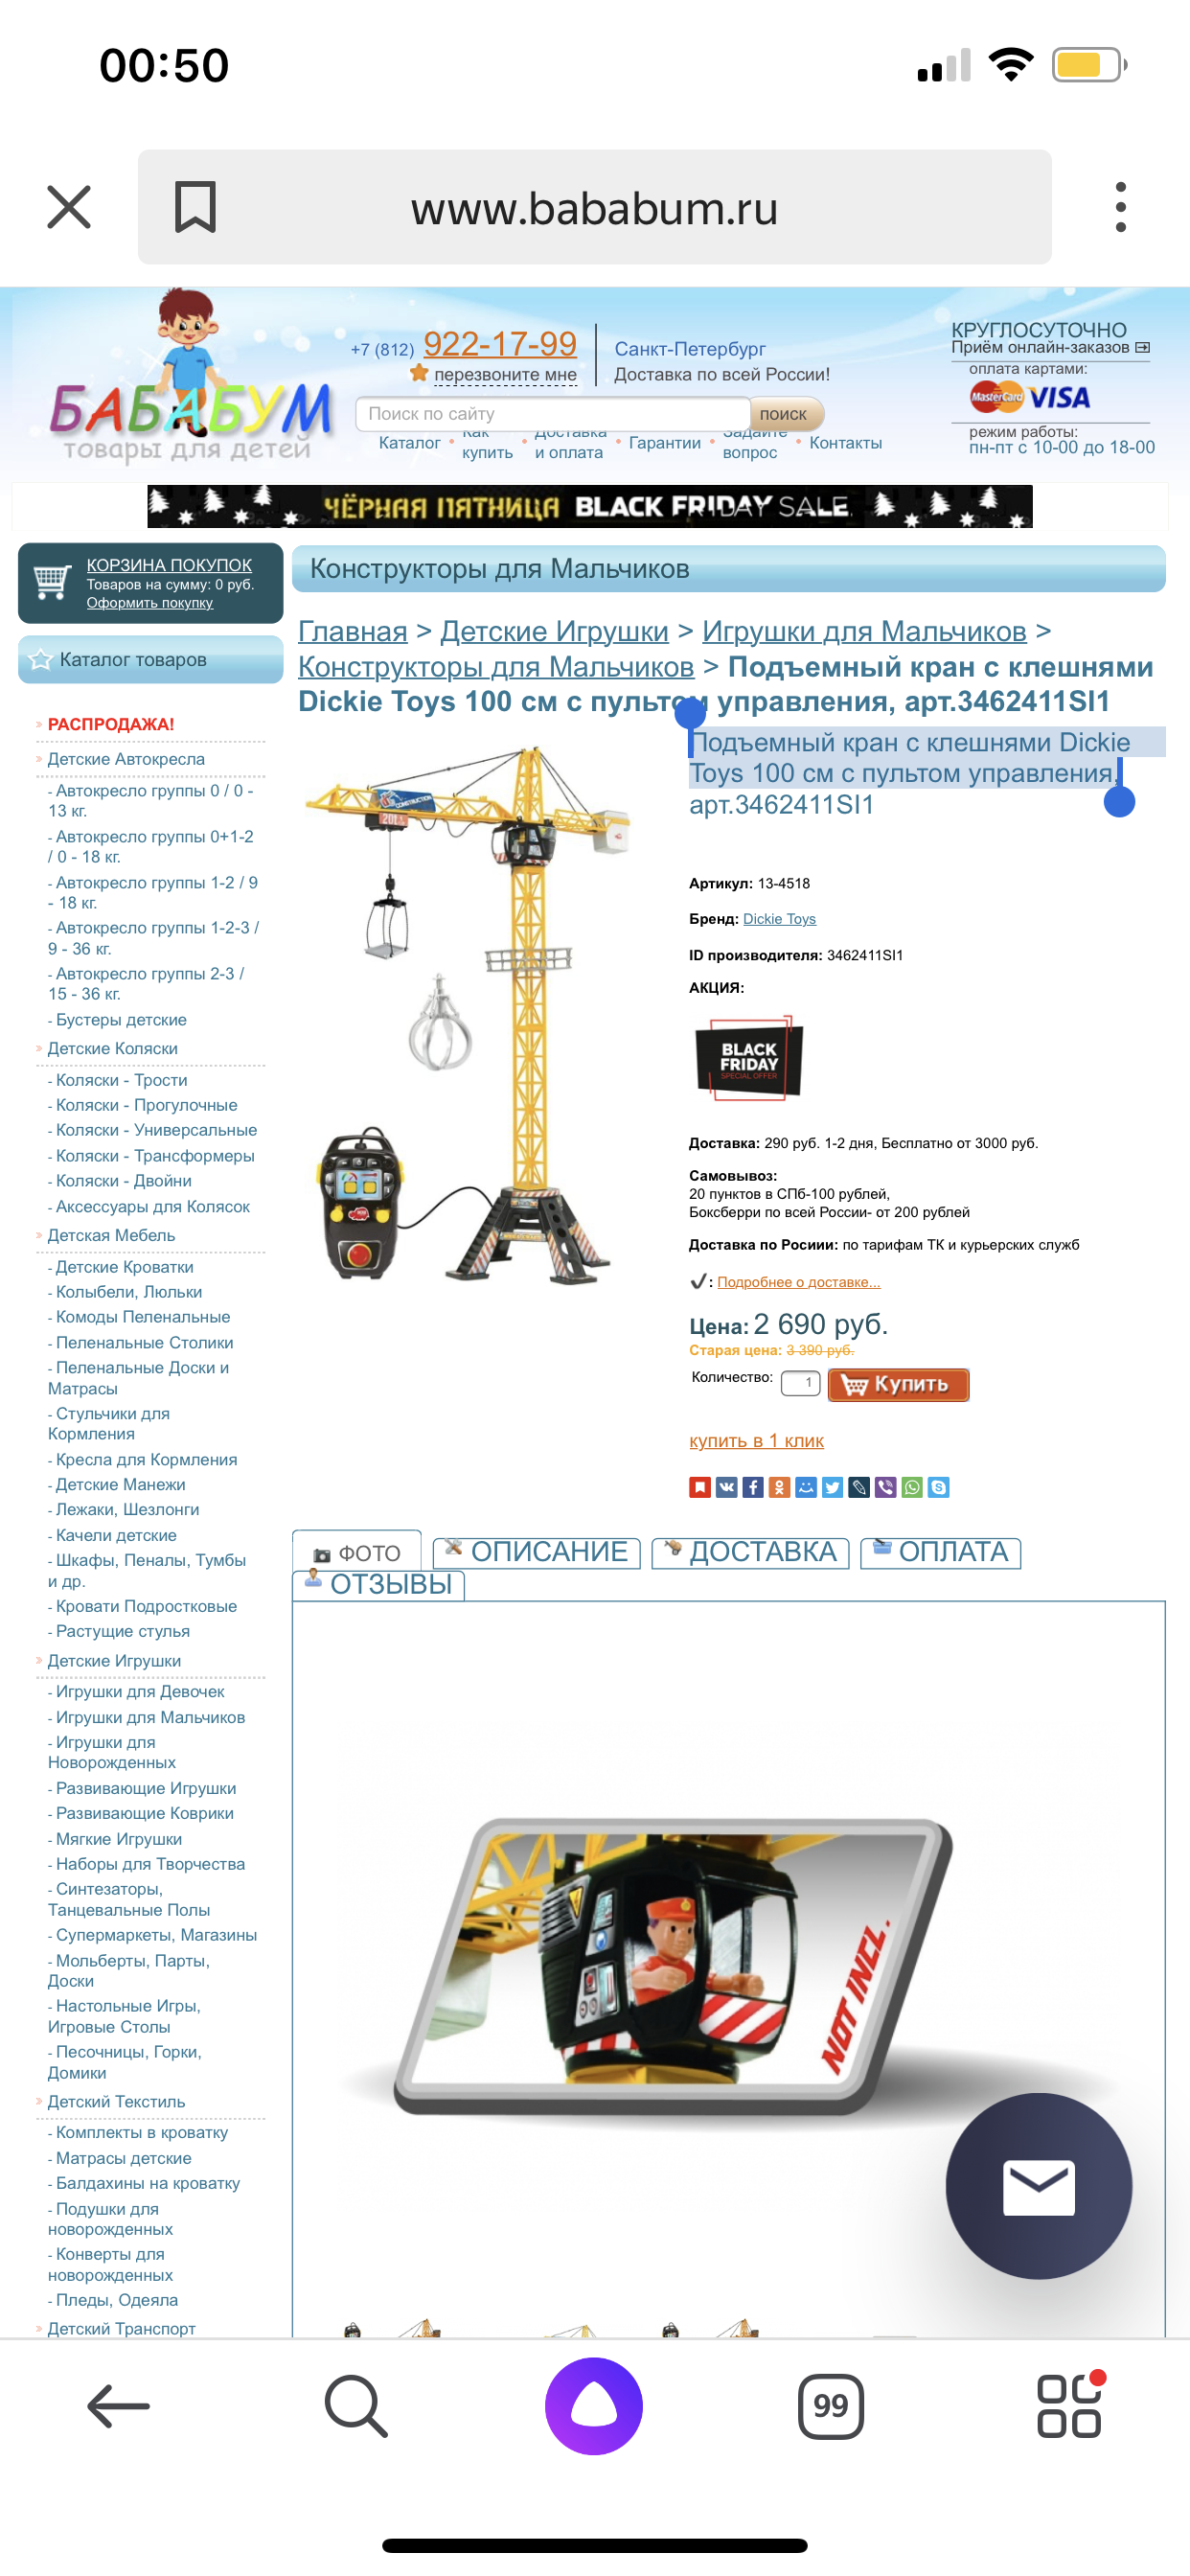 00:50
www.bababum.ru
БАБАБУМ
товары для детей
+7 (812) 922-17-99
перезвоните мне
Санкт-Петербург
Доставка по всей России!
КРУГЛОСУТОЧНО
Приём онлайн-заказов
оплата картами:
MasterCard VISA
режим работы:
пн-пт с 10-00 до 18-00
Поиск по сайту
поиск
Каталог
Как купить
Доставка и оплата
Гарантии
Задайте вопрос
Контакты
ЧЁРНАЯ ПЯТНИЦА BLACK FRIDAY SALE
КОРЗИНА ПОКУПОК
Товаров на сумму: 0 руб.
Оформить покупку
Каталог товаров
РАСПРОДАЖА!
Детские Автокресла
- Автокресло группы 0 / 0 -
13 кг.
- Автокресло группы 0+1-2
/ 0 - 18 кг.
- Автокресло группы 1-2 / 9
- 18 кг.
- Автокресло группы 1-2-3 /
9 - 36 кг.
- Автокресло группы 2-3 /
15 - 36 кг.
- Бустеры детские
Детские Коляски
- Коляски - Трости
- Коляски - Прогулочные
- Коляски - Универсальные
- Коляски - Трансформеры
- Коляски - Двойни
- Аксессуары для Колясок
Детская Мебель
- Детские Кроватки
- Колыбели, Люльки
- Комоды Пеленальные
- Пеленальные Столики
- Пеленальные Доски и
Матрасы
- Стульчики для
Кормления
- Кресла для Кормления
- Детские Манежи
- Лежаки, Шезлонги
- Качели детские
- Шкафы, Пеналы, Тумбы
и др.
- Кровати Подростковые
- Растущие стулья
Детские Игрушки
- Игрушки для Девочек
- Игрушки для Мальчиков
- Игрушки для
Новорожденных
- Развивающие Игрушки
- Развивающие Коврики
- Мягкие Игрушки
- Наборы для Творчества
- Синтезаторы,
Танцевальные Полы
- Супермаркеты, Магазины
- Мольберты, Парты,
Доски
- Настольные Игры,
Игровые Столы
- Песочницы, Горки,
Домики
Детский Текстиль
- Комплекты в кроватку
- Матрасы детские
- Балдахины на кроватку
- Подушки для
новорожденных
- Конверты для
новорожденных
- Пледы, Одеяла
Детский Транспорт
Конструкторы для Мальчиков
Главная > Детские Игрушки > Игрушки для Мальчиков >
Конструкторы для Мальчиков > Подъемный кран с клешнями
Dickie Toys 100 см с пультом управления, арт.3462411SI1
Подъемный кран с клешнями Dickie
Toys 100 см с пультом управления,
арт.3462411SI1
Артикул: 13-4518
Бренд: Dickie Toys
ID производителя: 3462411SI1
АКЦИЯ:
BLACK
FRIDAY
SPECIAL OFFER
Доставка: 290 руб. 1-2 дня, Бесплатно от 3000 руб.
Самовывоз:
20 пунктов в СПб-100 рублей,
Боксберри по всей России- от 200 рублей
Доставка по Росиии: по тарифам ТК и курьерских служб
✔: Подробнее о доставке...
Цена: 2 690 руб.
Старая цена: 3 390 руб.
Количество: 1 Купить
купить в 1 клик
ФОТО
ОПИСАНИЕ
ДОСТАВКА
ОПЛАТА
ОТЗЫВЫ
NOT INCL.
99